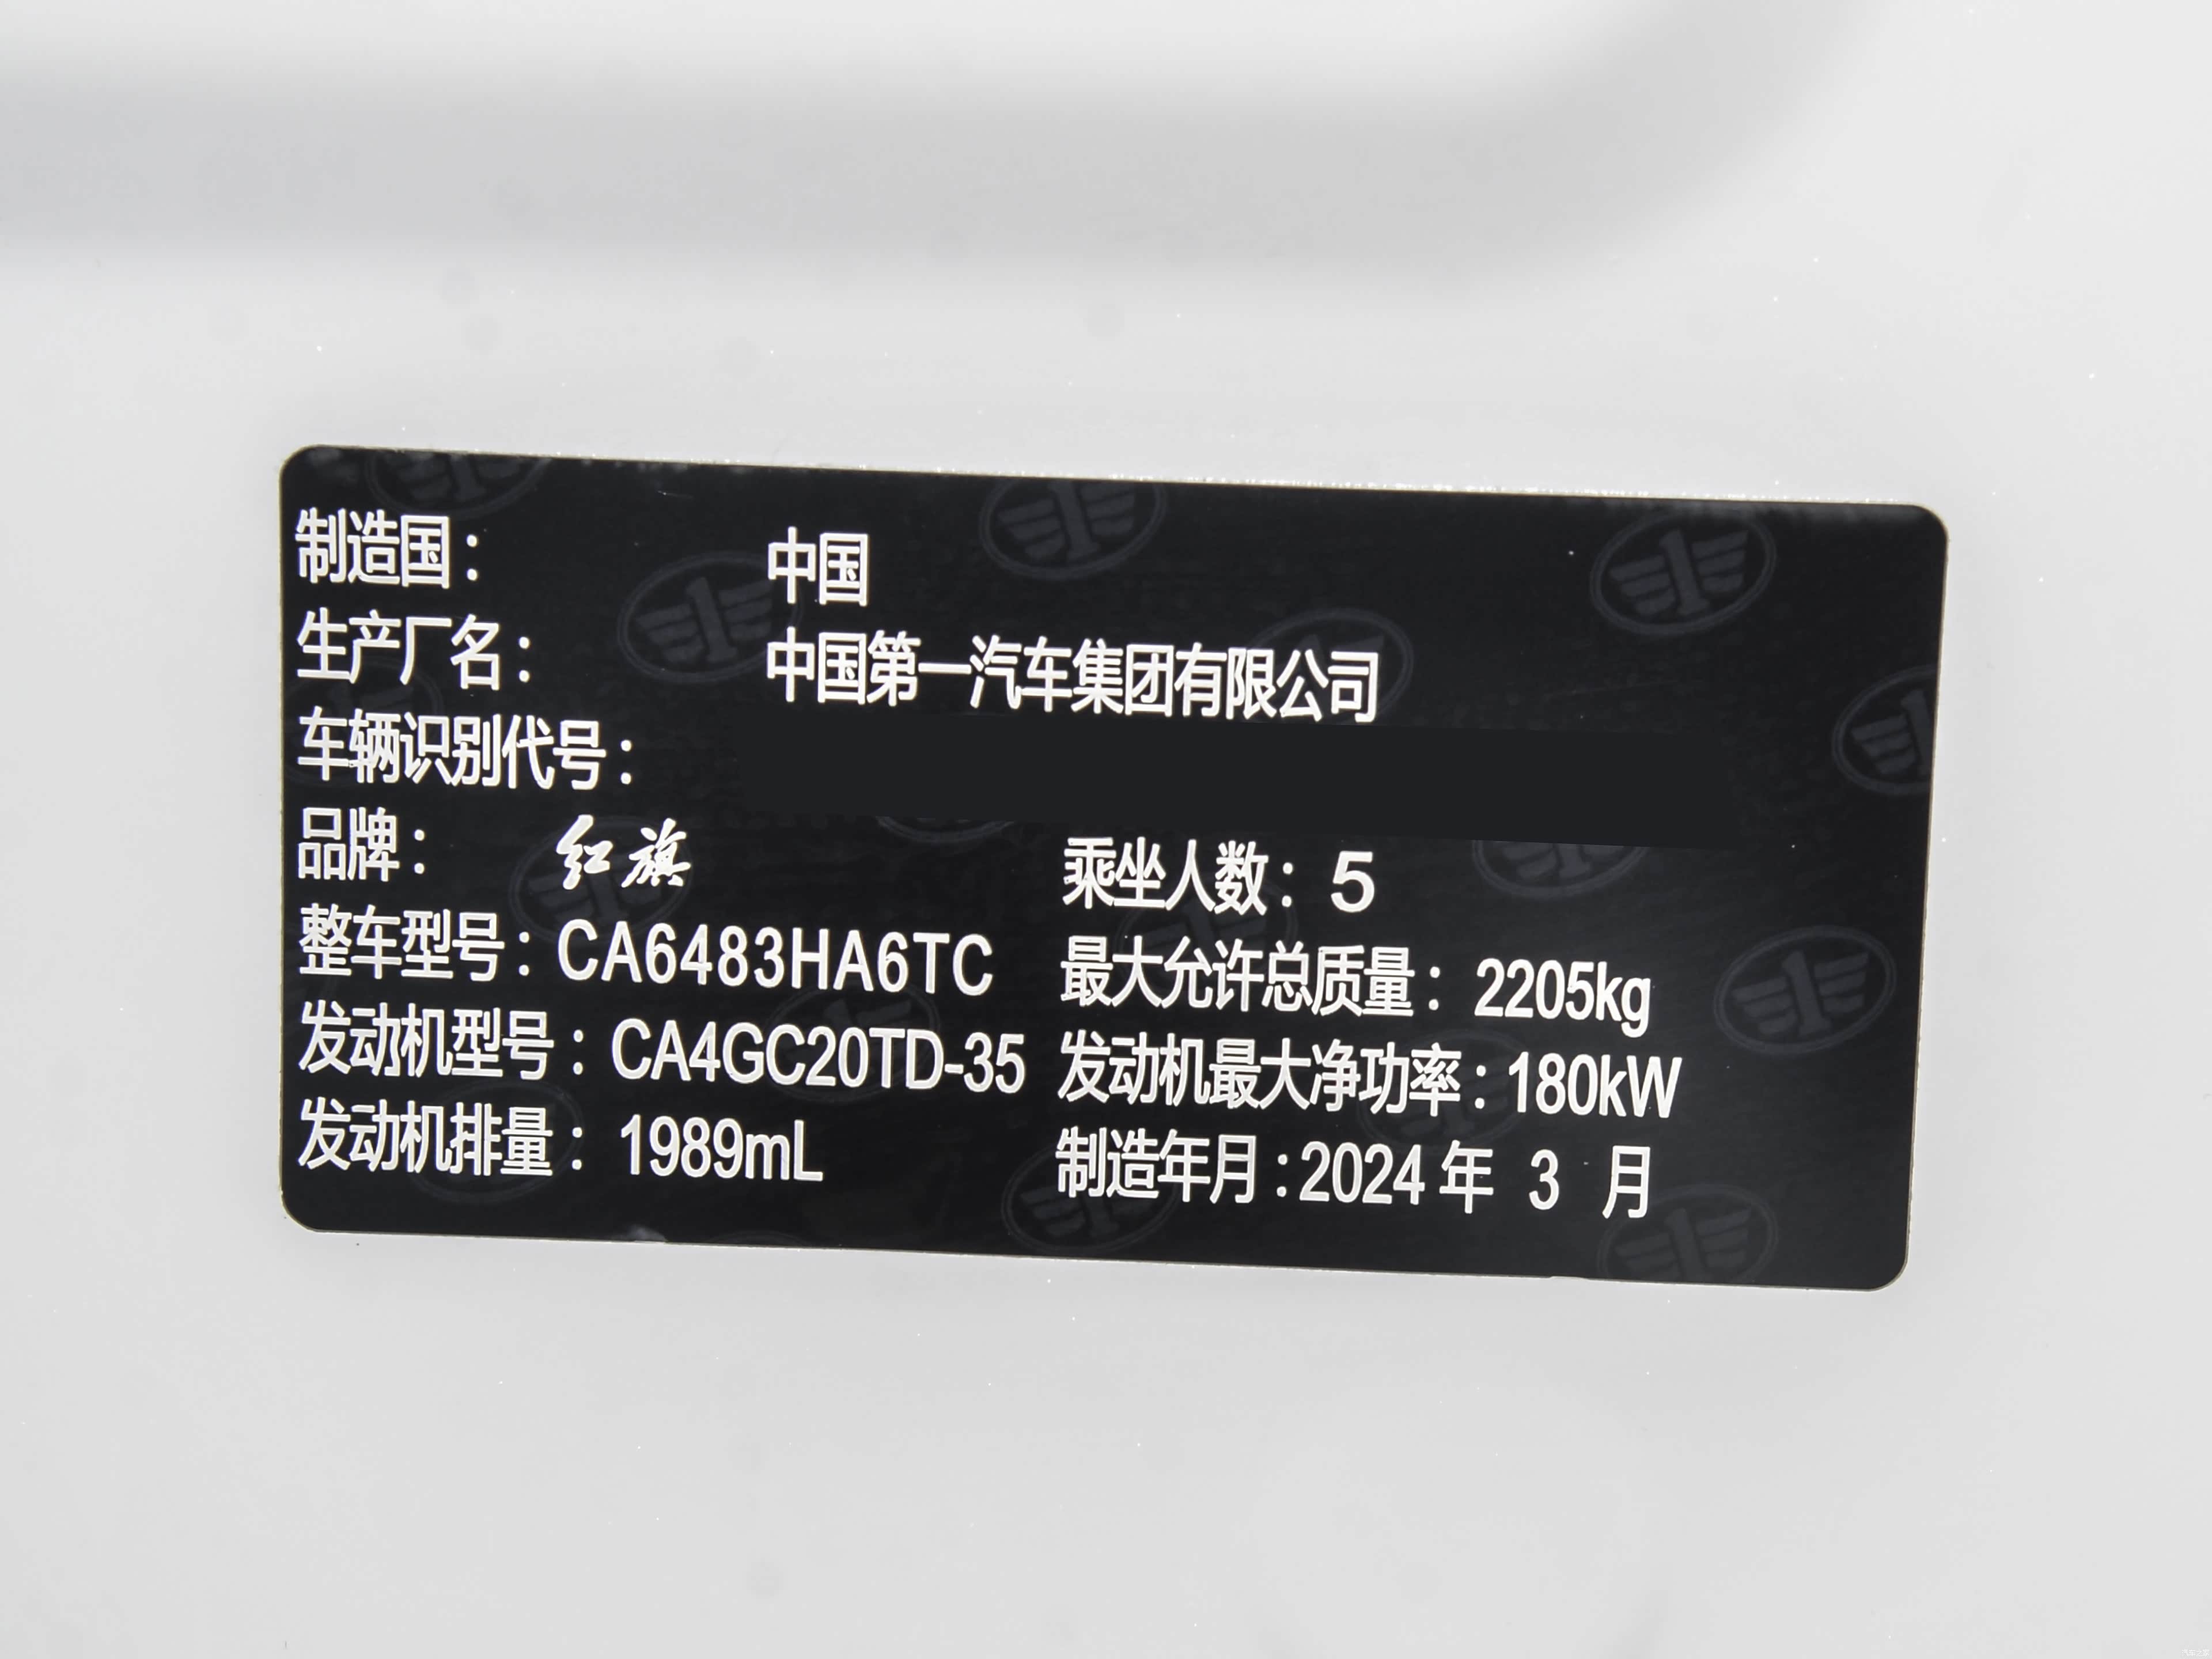 制造国： 中国
生产厂名： 中国第一汽车集团有限公司
车辆识别代号：
品牌： 红旗 乘坐人数：5
整车型号：CA6483HA6TC 最大允许总质量：2205kg
发动机型号：CA4GC20TD-35 发动机最大净功率：180kW
发动机排量：1989mL 制造年月：2024 年 3 月